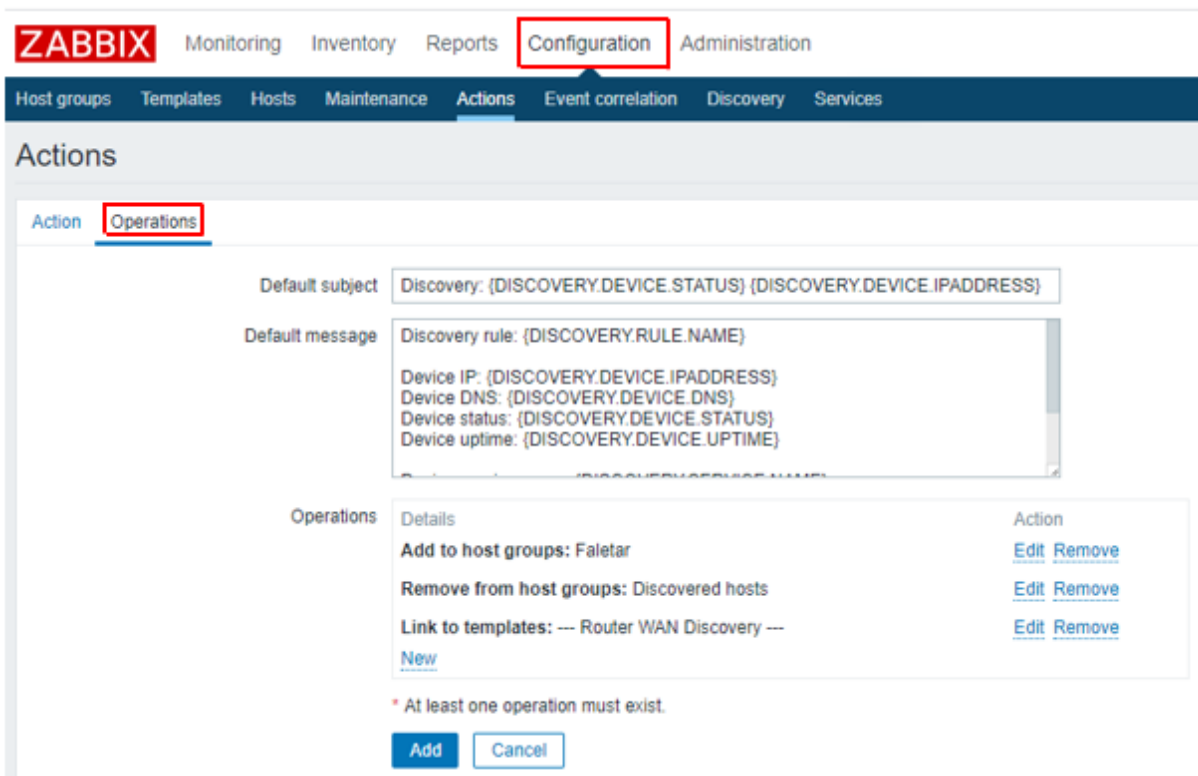 ZABBIX Monitoring Inventory Reports Configuration Administration
Host groups Templates Hosts Maintenance Actions Event correlation Discovery Services
Actions
Action Operations
Default subject Discovery: {DISCOVERY.DEVICE.STATUS} {DISCOVERY.DEVICE.IPADDRESS}
Default message Discovery rule: {DISCOVERY.RULE.NAME}
Device IP: {DISCOVERY.DEVICE.IPADDRESS}
Device DNS: {DISCOVERY.DEVICE.DNS}
Device status: {DISCOVERY.DEVICE.STATUS}
Device uptime: {DISCOVERY.DEVICE.UPTIME}
Operations Details Action
Add to host groups: Faletar Edit Remove
Remove from host groups: Discovered hosts Edit Remove
Link to templates: --- Router WAN Discovery --- Edit Remove
New
* At least one operation must exist.
Add Cancel